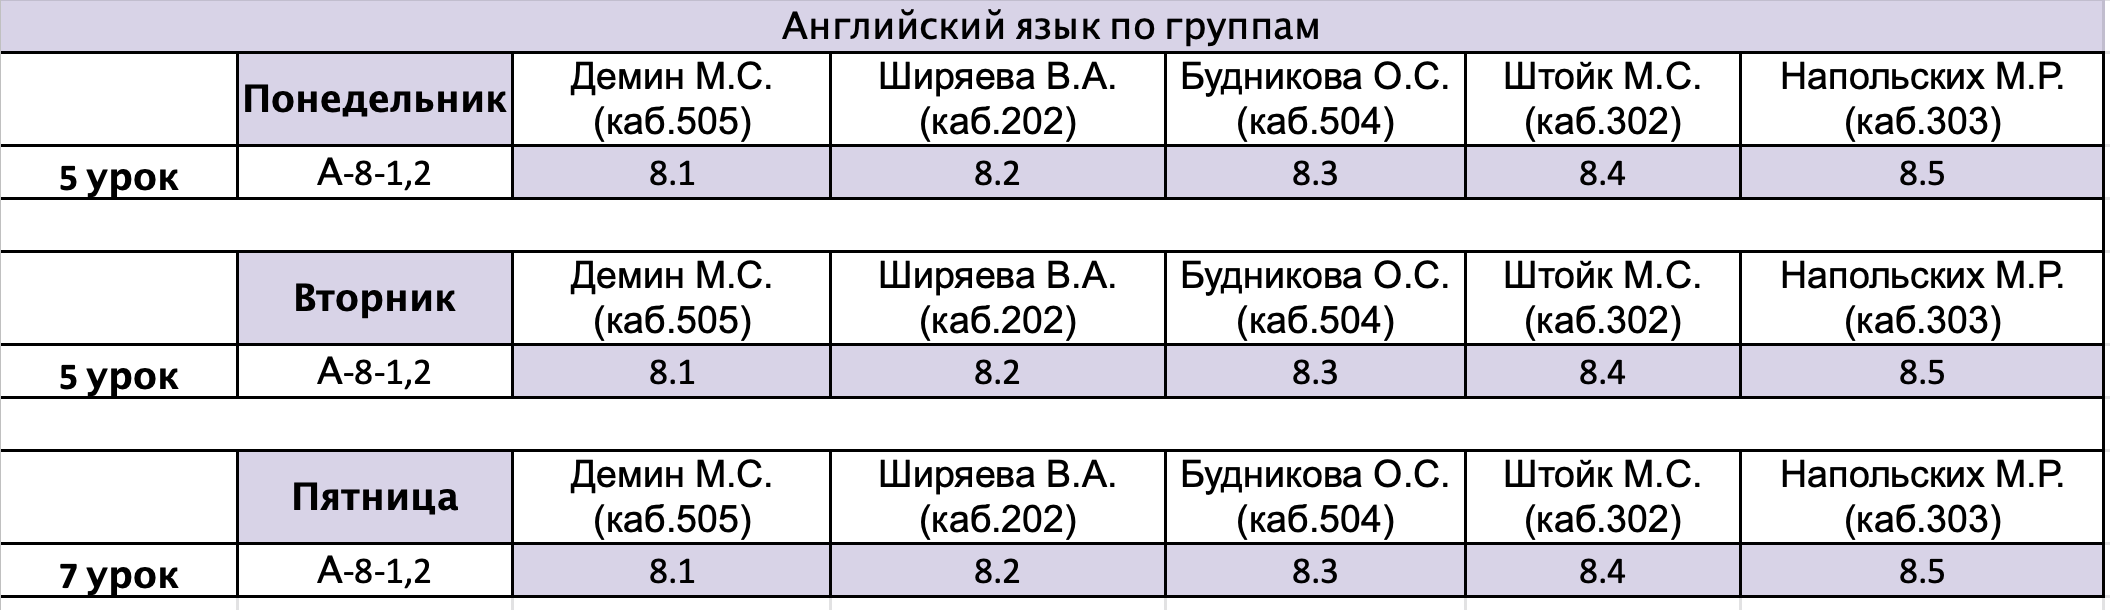 Английский язык по группам
Понедельник Демин М.С. (каб.505) Ширяева В.А. (каб.202) Будникова О.С. (каб.504) Штойк М.С. (каб.302) Напольских М.Р. (каб.303)
5 урок А-8-1,2 8.1 8.2 8.3 8.4 8.5
Вторник Демин М.С. (каб.505) Ширяева В.А. (каб.202) Будникова О.С. (каб.504) Штойк М.С. (каб.302) Напольских М.Р. (каб.303)
5 урок А-8-1,2 8.1 8.2 8.3 8.4 8.5
Пятница Демин М.С. (каб.505) Ширяева В.А. (каб.202) Будникова О.С. (каб.504) Штойк М.С. (каб.302) Напольских М.Р. (каб.303)
7 урок А-8-1,2 8.1 8.2 8.3 8.4 8.5